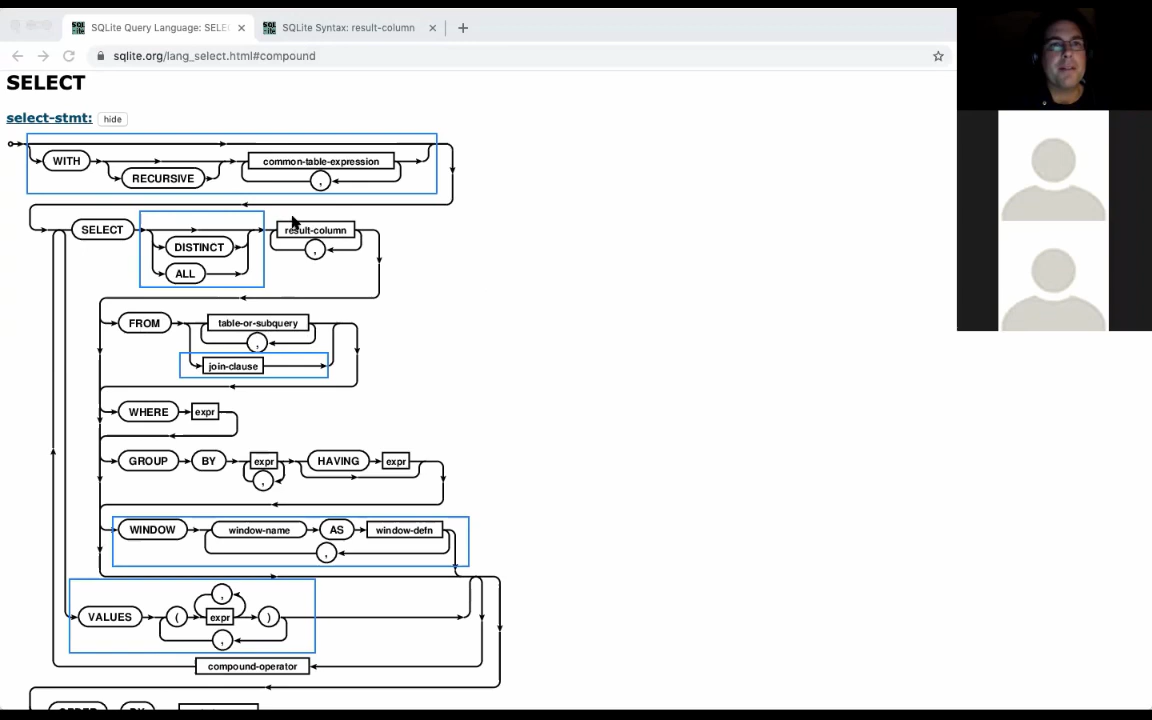 SQLite Query Language: SELE
SQLite Syntax: result-column
sqlite.org/lang_select.html#compound
SELECT
select-stmt: hide
WITH RECURSIVE common-table-expression ,
SELECT DISTINCT ALL result-column ,
FROM table-or-subquery , join-clause
WHERE expr
GROUP BY expr , HAVING expr
WINDOW window-name AS window-defn ,
VALUES ( expr , ) ,
compound-operator